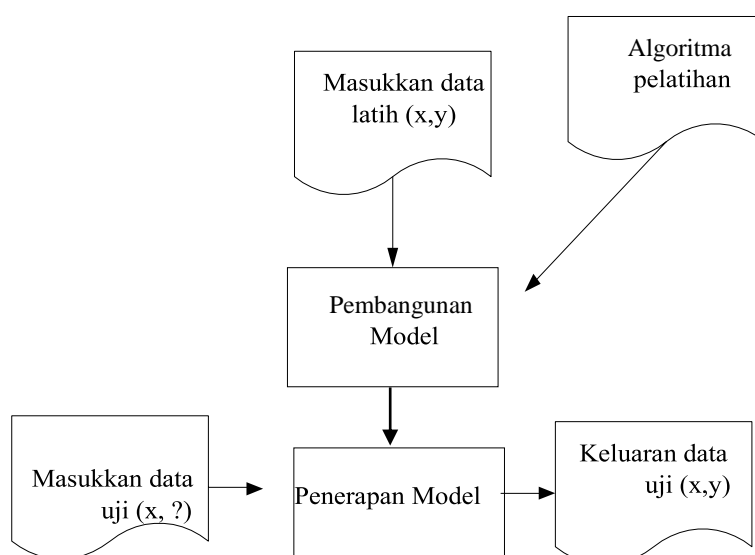 Algoritma
pelatihan
Masukkan data
latih (x,y)
Pembangunan
Model
Masukkan data
uji (x, ?)
Penerapan Model
Keluaran data
uji (x,y)